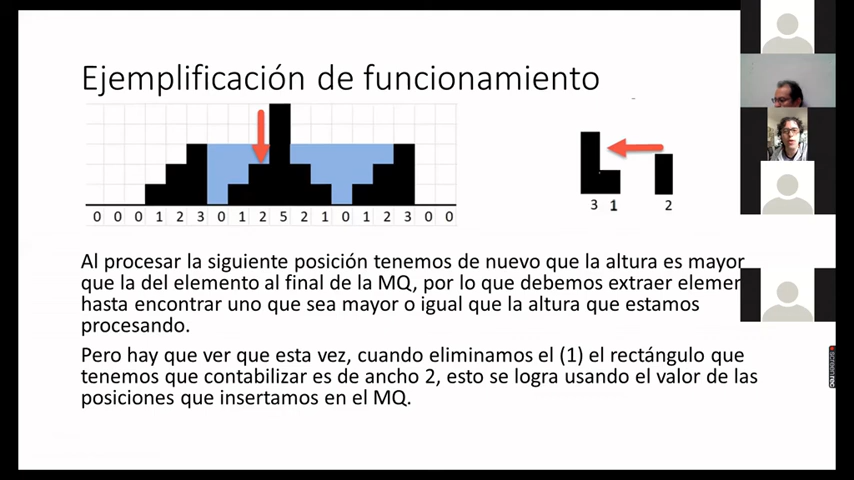 Ejemplificación de funcionamiento
0 0 0 1 2 3 0 1 2 5 2 1 0 1 2 3 0 0
3 1 2
Al procesar la siguiente posición tenemos de nuevo que la altura es mayor
que la del elemento al final de la MQ, por lo que debemos extraer elemen
hasta encontrar uno que sea mayor o igual que la altura que estamos
procesando.
Pero hay que ver que esta vez, cuando eliminamos el (1) el rectángulo que
tenemos que contabilizar es de ancho 2, esto se logra usando el valor de las
posiciones que insertamos en el MQ.